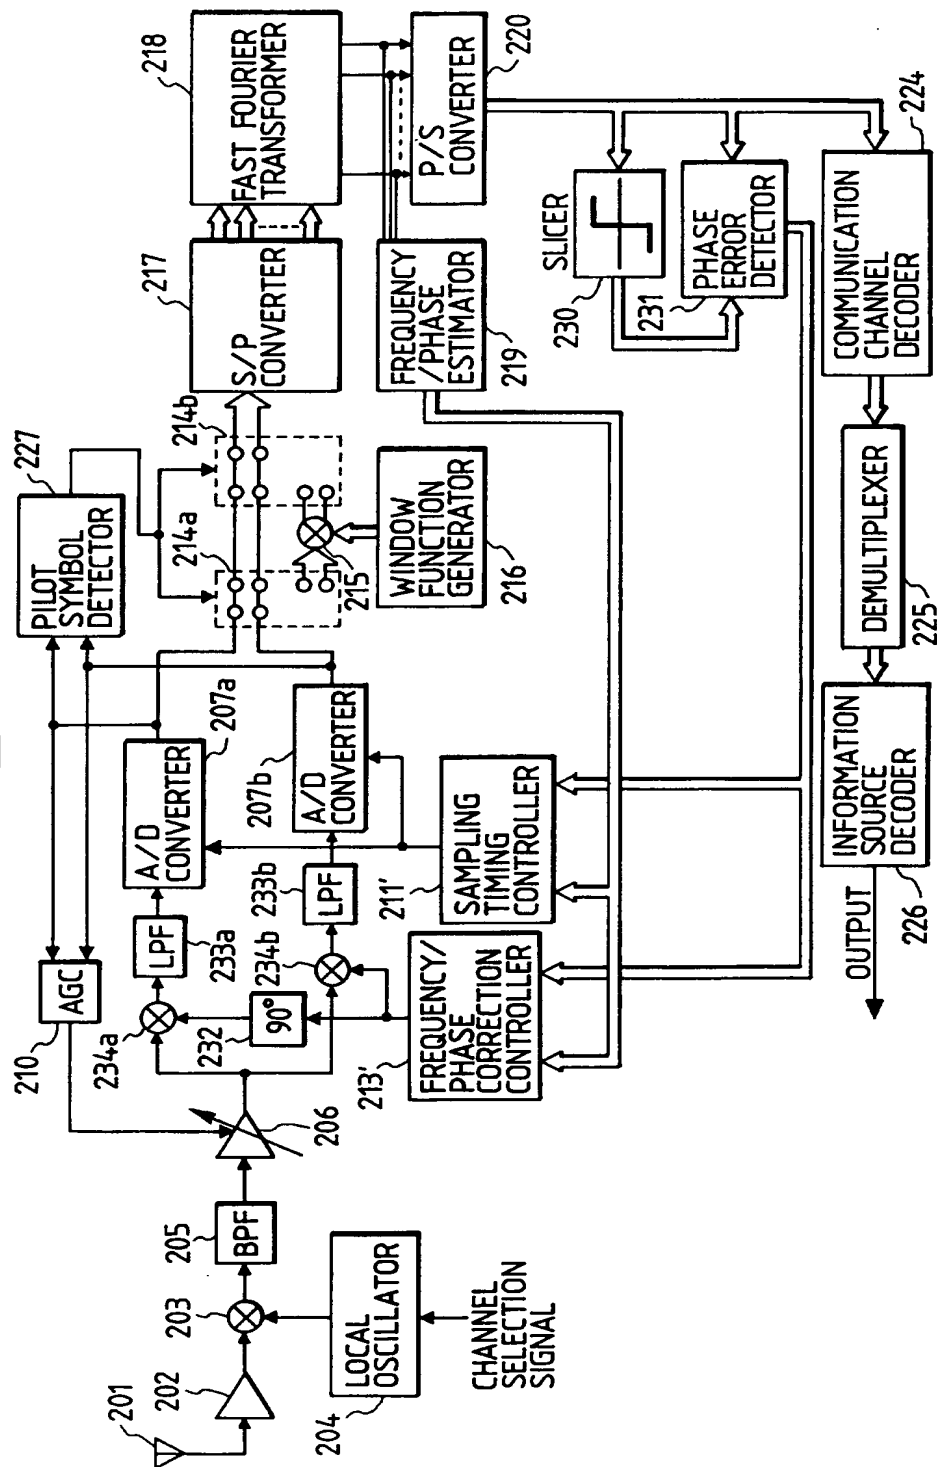 201
202
203
LOCAL
OSCILLATOR
204
CHANNEL
SELECTION
SIGNAL
BPF
205
206
AGC
210
234a
LPF
233a
A/D
CONVERTER
207a
90°
232
234b
LPF
233b
A/D
CONVERTER
207b
FREQUENCY/
PHASE
CORRECTION
CONTROLLER
213'
SAMPLING
TIMING
CONTROLLER
211'
PILOT
SYMBOL
DETECTOR
227
214a
214b
215
WINDOW
FUNCTION
GENERATOR
216
S/P
CONVERTER
217
FAST FOURIER
TRANSFORMER
218
FREQUENCY
/PHASE
ESTIMATOR
219
P/S
CONVERTER
220
SLICER
230
PHASE
ERROR
DETECTOR
231
COMMUNICATION
CHANNEL
DECODER
224
DEMULTIPLEXER
225
INFORMATION
SOURCE
DECODER
226
OUTPUT